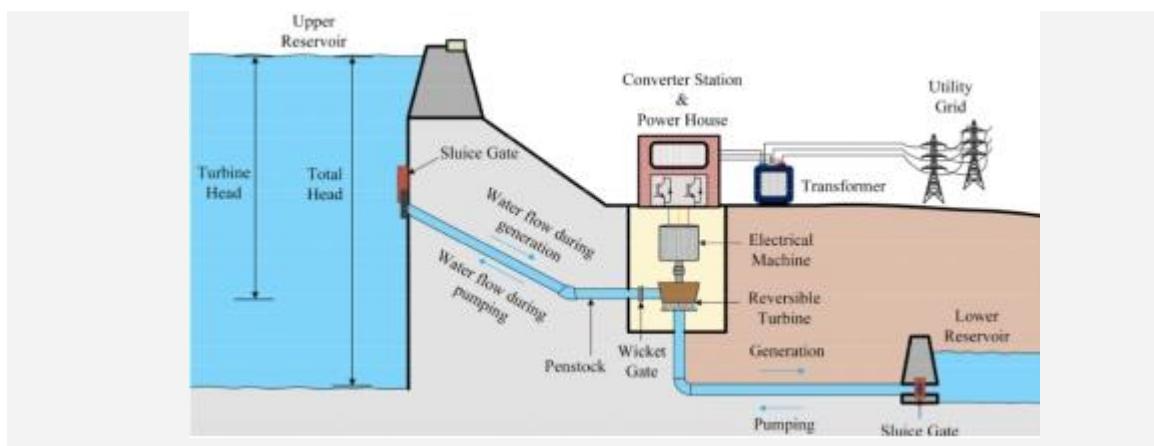 Upper
Reservoir
Converter Station
&
Power House
Utility
Grid
Sluice Gate
Turbine
Head
Total
Head
Transformer
Water flow during
generation
Water flow during
pumping
Electrical
Machine
Reversible
Turbine
Lower
Reservoir
Penstock
Wicket
Gate
Generation
Pumping
Sluice Gate